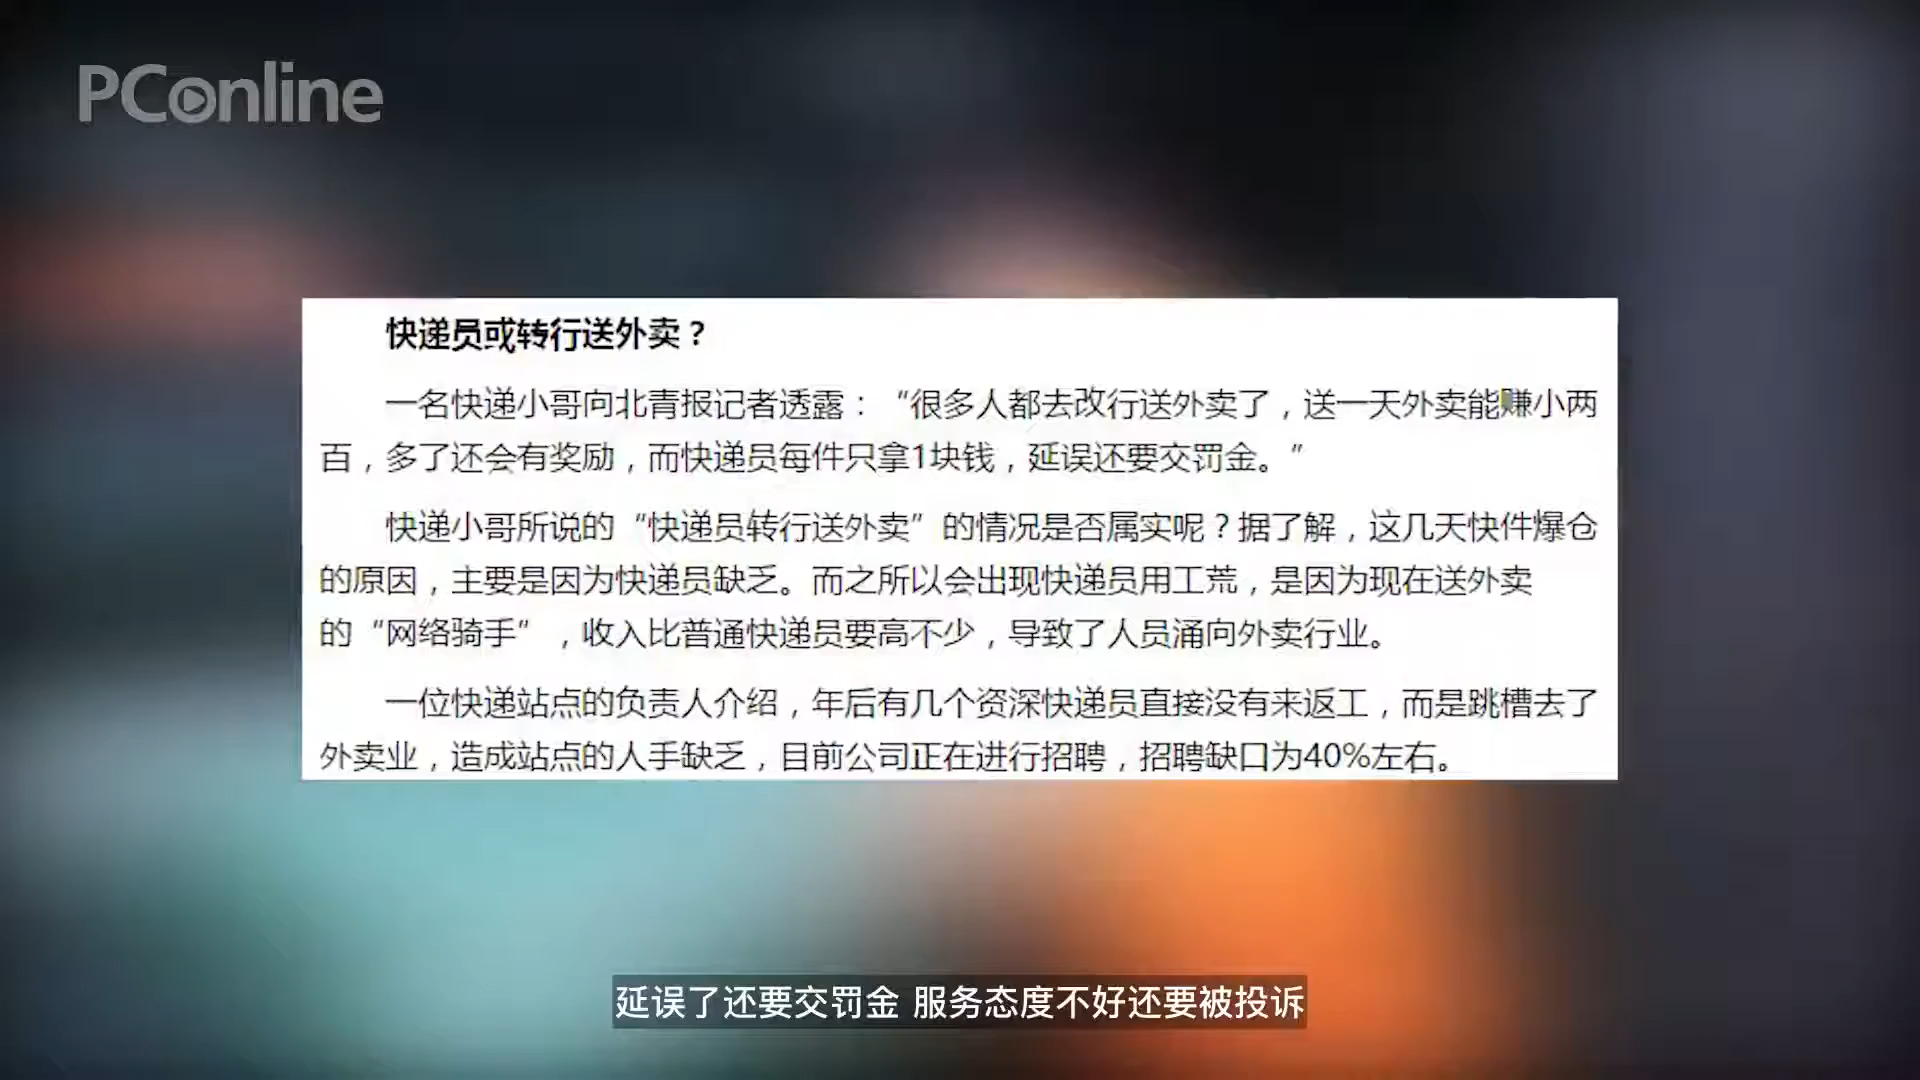 PConline
快递员或转行送外卖？
一名快递小哥向北青报记者透露：“很多人都去改行送外卖了，送一天外卖能赚小两
百，多了还会有奖励，而快递员每件只拿1块钱，延误还要交罚金。”
快递小哥所说的“快递员转行送外卖”的情况是否属实呢？据了解，这几天快件爆仓
的原因，主要是因为快递员缺乏。而之所以会出现快递员用工荒，是因为现在送外卖
的“网络骑手”，收入比普通快递员要高不少，导致了人员涌向外卖行业。
一位快递站点的负责人介绍，年后有几个资深快递员直接没有来返工，而是跳槽去了
外卖业，造成站点的人手缺乏，目前公司正在进行招聘，招聘缺口为40%左右。
延误了还要交罚金 服务态度不好还要被投诉